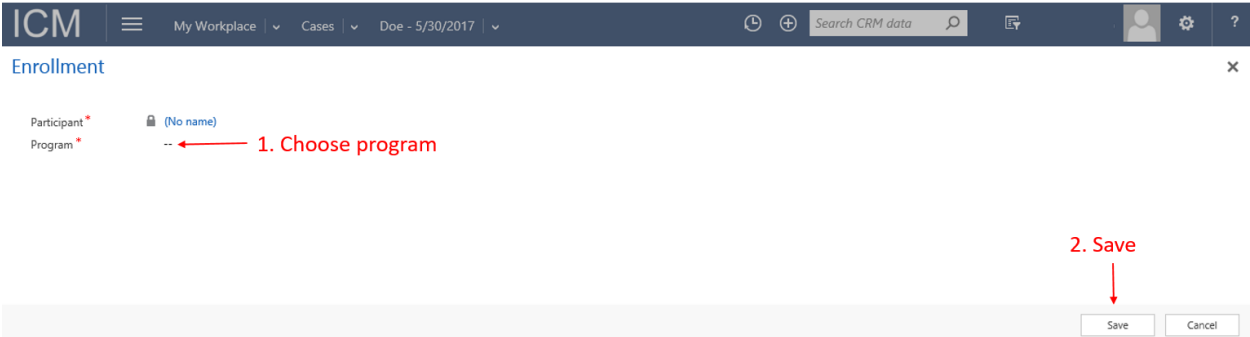 ICM My Workplace Cases Doe - 5/30/2017 Search CRM data ?
Enrollment
Participant * (No name)
Program * -- 1. Choose program
2. Save
Save Cancel